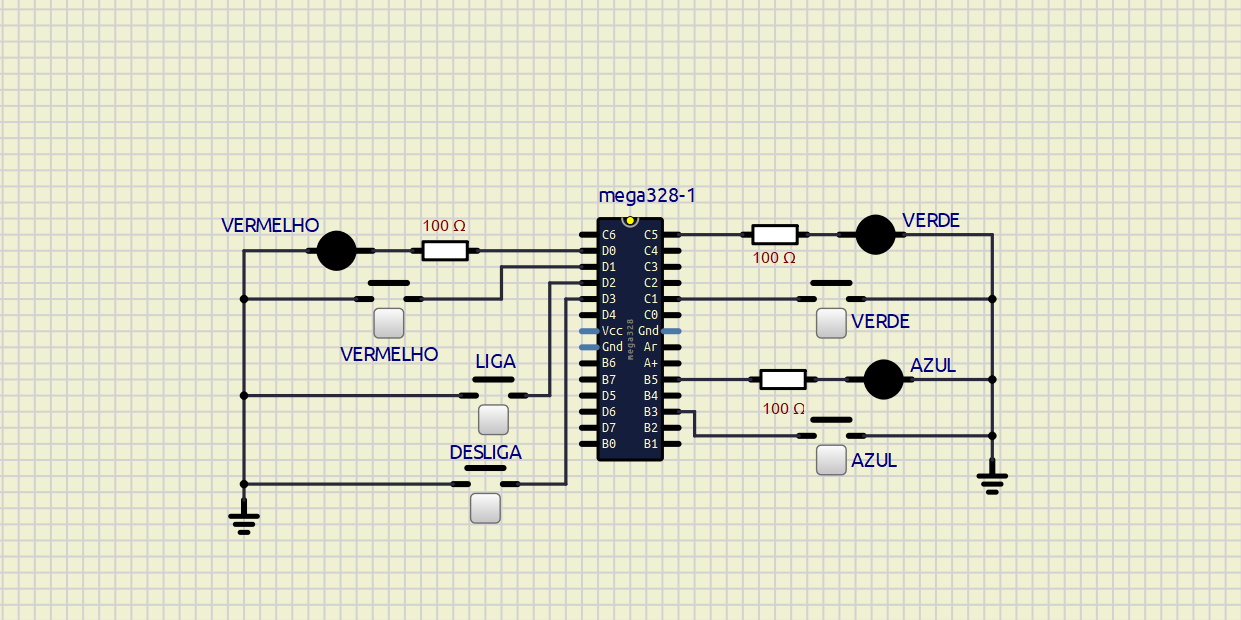 mega328-1
VERMELHO
100 Ω
VERDE
100 Ω
C6 C5
D0 C4
D1 C3
D2 C2
D3 C1
D4 C0
Vcc Gnd
Gnd Ar
B6 A+
B7 B5
D5 B4
D6 B3
D7 B2
B0 B1
mega328
VERMELHO
VERDE
LIGA
AZUL
100 Ω
DESLIGA
AZUL